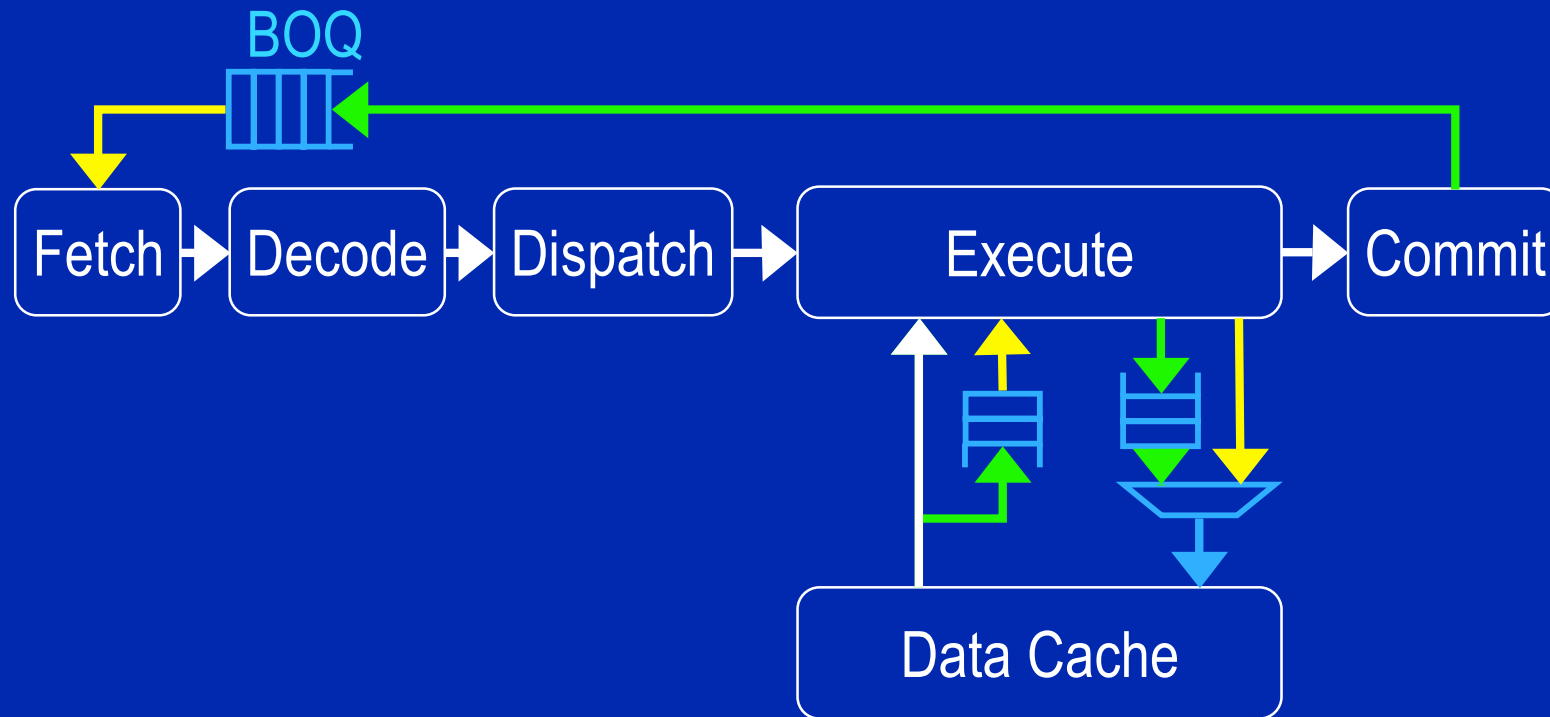 BOQ
Fetch
Decode
Dispatch
Execute
Commit
Data Cache